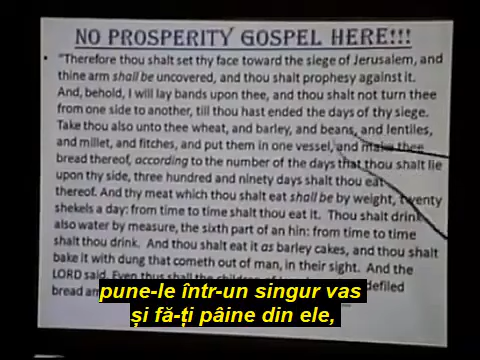 NO PROSPERITY GOSPEL HERE!!!
• "Therefore thou shalt set thy face toward the siege of Jerusalem, and
thine arm shall be uncovered, and thou shalt prophesy against it.
And, behold, I will lay bands upon thee, and thou shalt not turn thee
from one side to another, till thou hast ended the days of thy siege.
Take thou also unto thee wheat, and barley, and beans, and lentiles,
and millet, and fitches, and put them in one vessel, and make thee
bread thereof, according to the number of the days that thou shalt lie
upon thy side, three hundred and ninety days shalt thou eat
thereof. And thy meat which thou shalt eat shall be by weight, twenty
shekels a day: from time to time shalt thou eat it. Thou shalt drink
also water by measure, the sixth part of an hin: from time to time
shalt thou drink. And thou shalt eat it as barley cakes, and thou shalt
bake it with dung that cometh out of man, in their sight. And the
LORD said, Even thus shall the children of defiled
bread
pune-le într-un singur vas
și fă-ți pâine din ele,